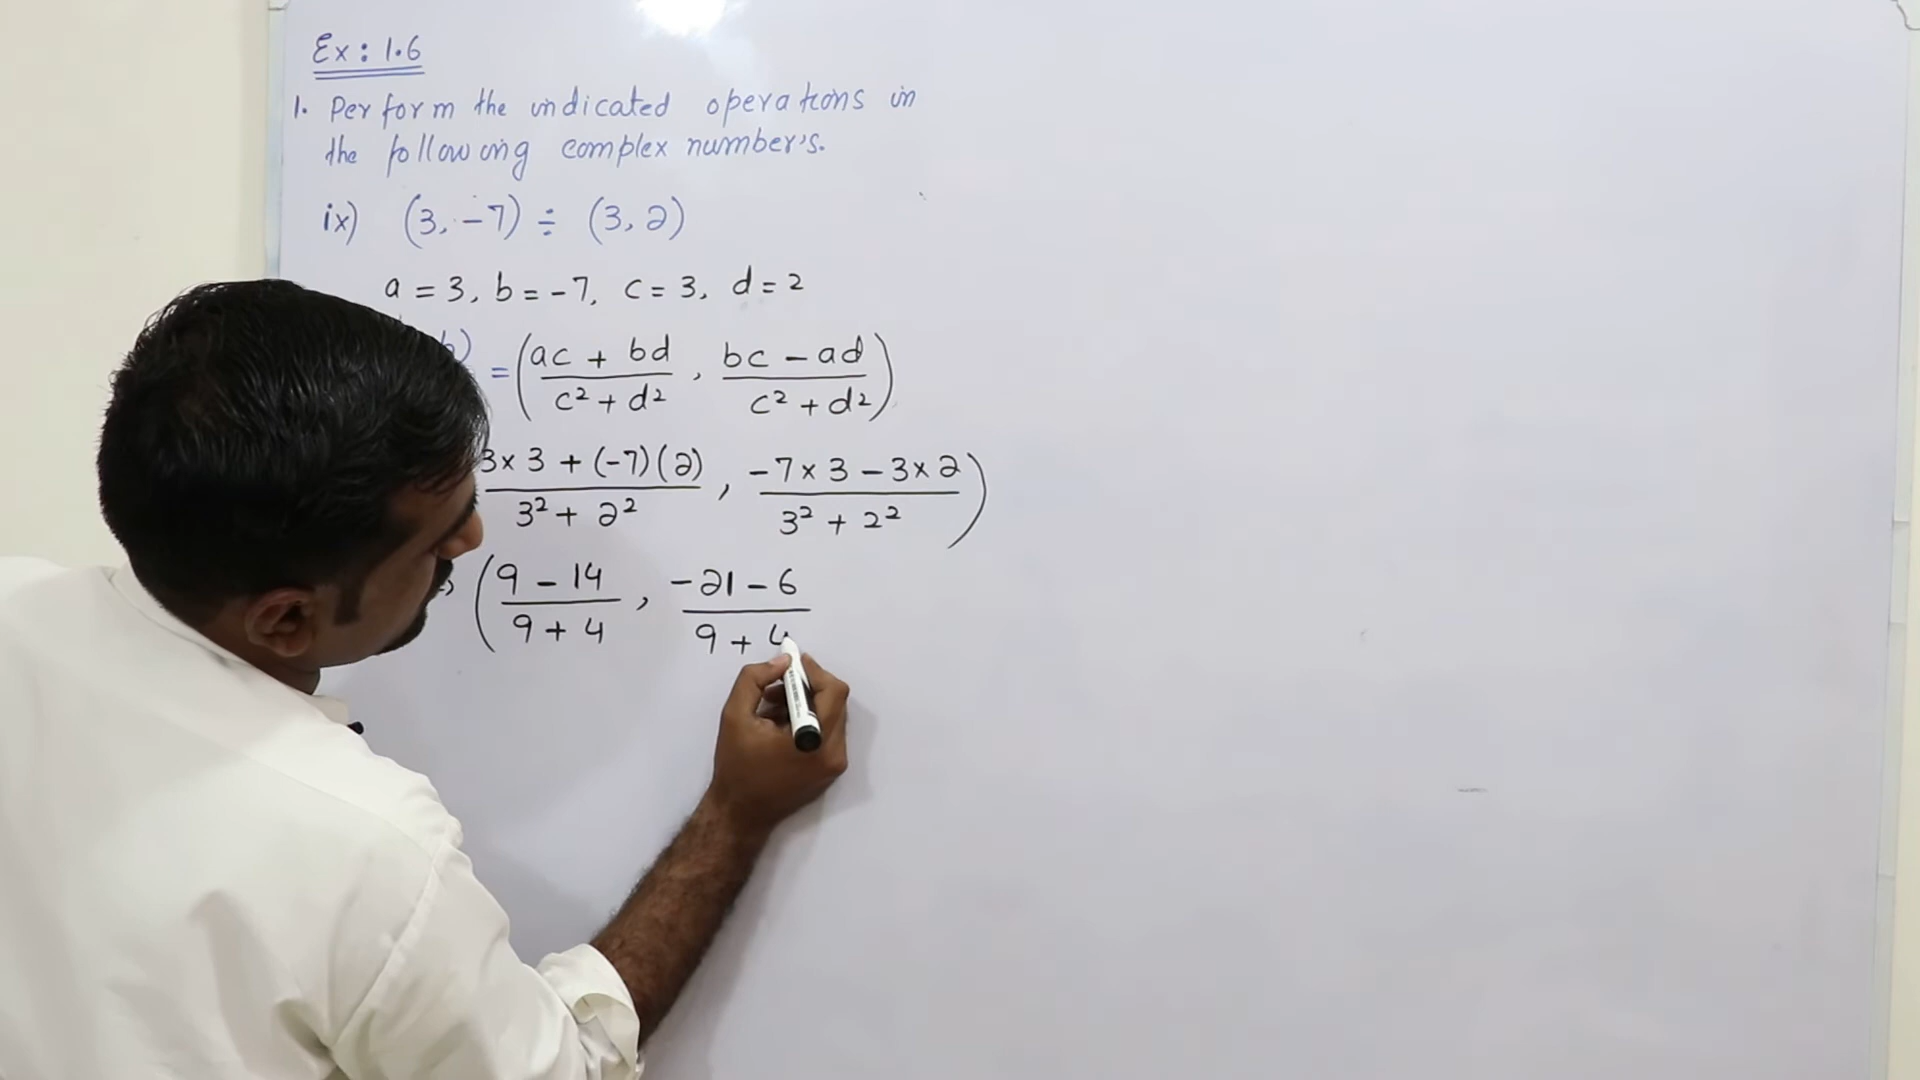 Ex: 1.6
1. Perform the indicated operations in
the following complex number's.
ix) (3, -7) ÷ (3, 2)
a = 3, b = -7, c = 3, d = 2
b) = (ac + bd / c² + d², bc - ad / c² + d²)
3 × 3 + (-7)(2) / 3² + 2², -7 × 3 - 3 × 2 / 3² + 2²)
(9 - 14 / 9 + 4, -21 - 6 / 9 + 4